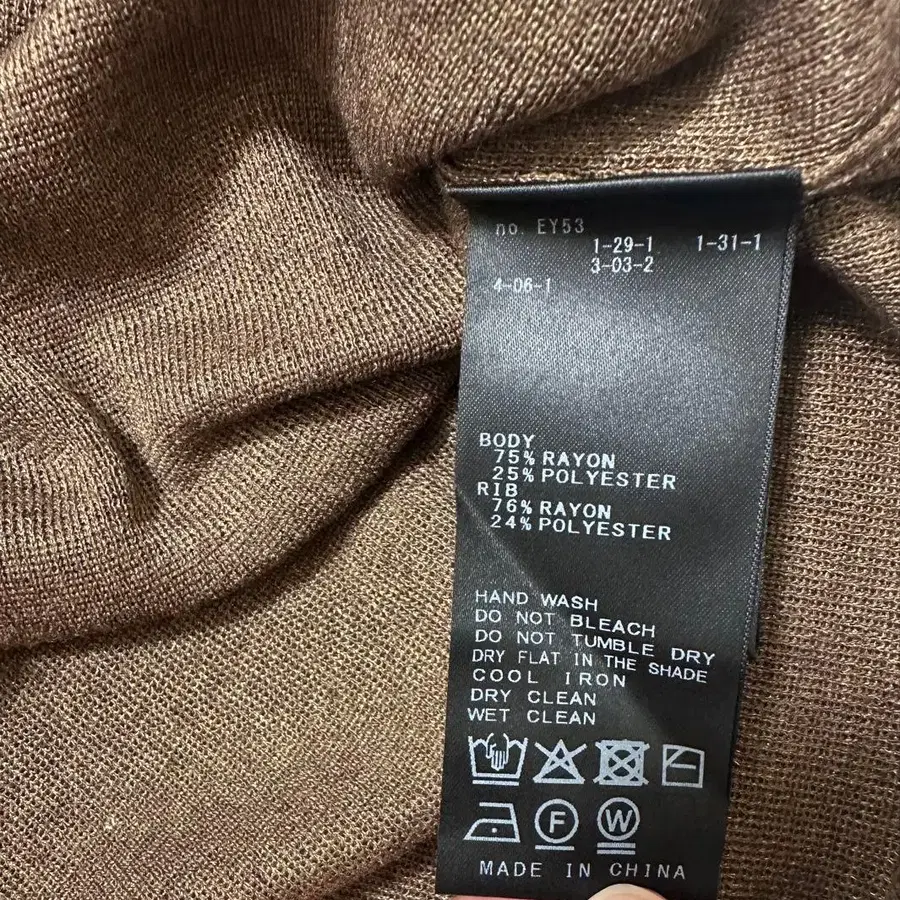 no. EY53
1-29-1 1-31-1
3-03-2
4-06-1
BODY
75% RAYON
25% POLYESTER
RIB
76% RAYON
24% POLYESTER
HAND WASH
DO NOT BLEACH
DO NOT TUMBLE DRY
DRY FLAT IN THE SHADE
COOL IRON
DRY CLEAN
WET CLEAN
F W
MADE IN CHINA